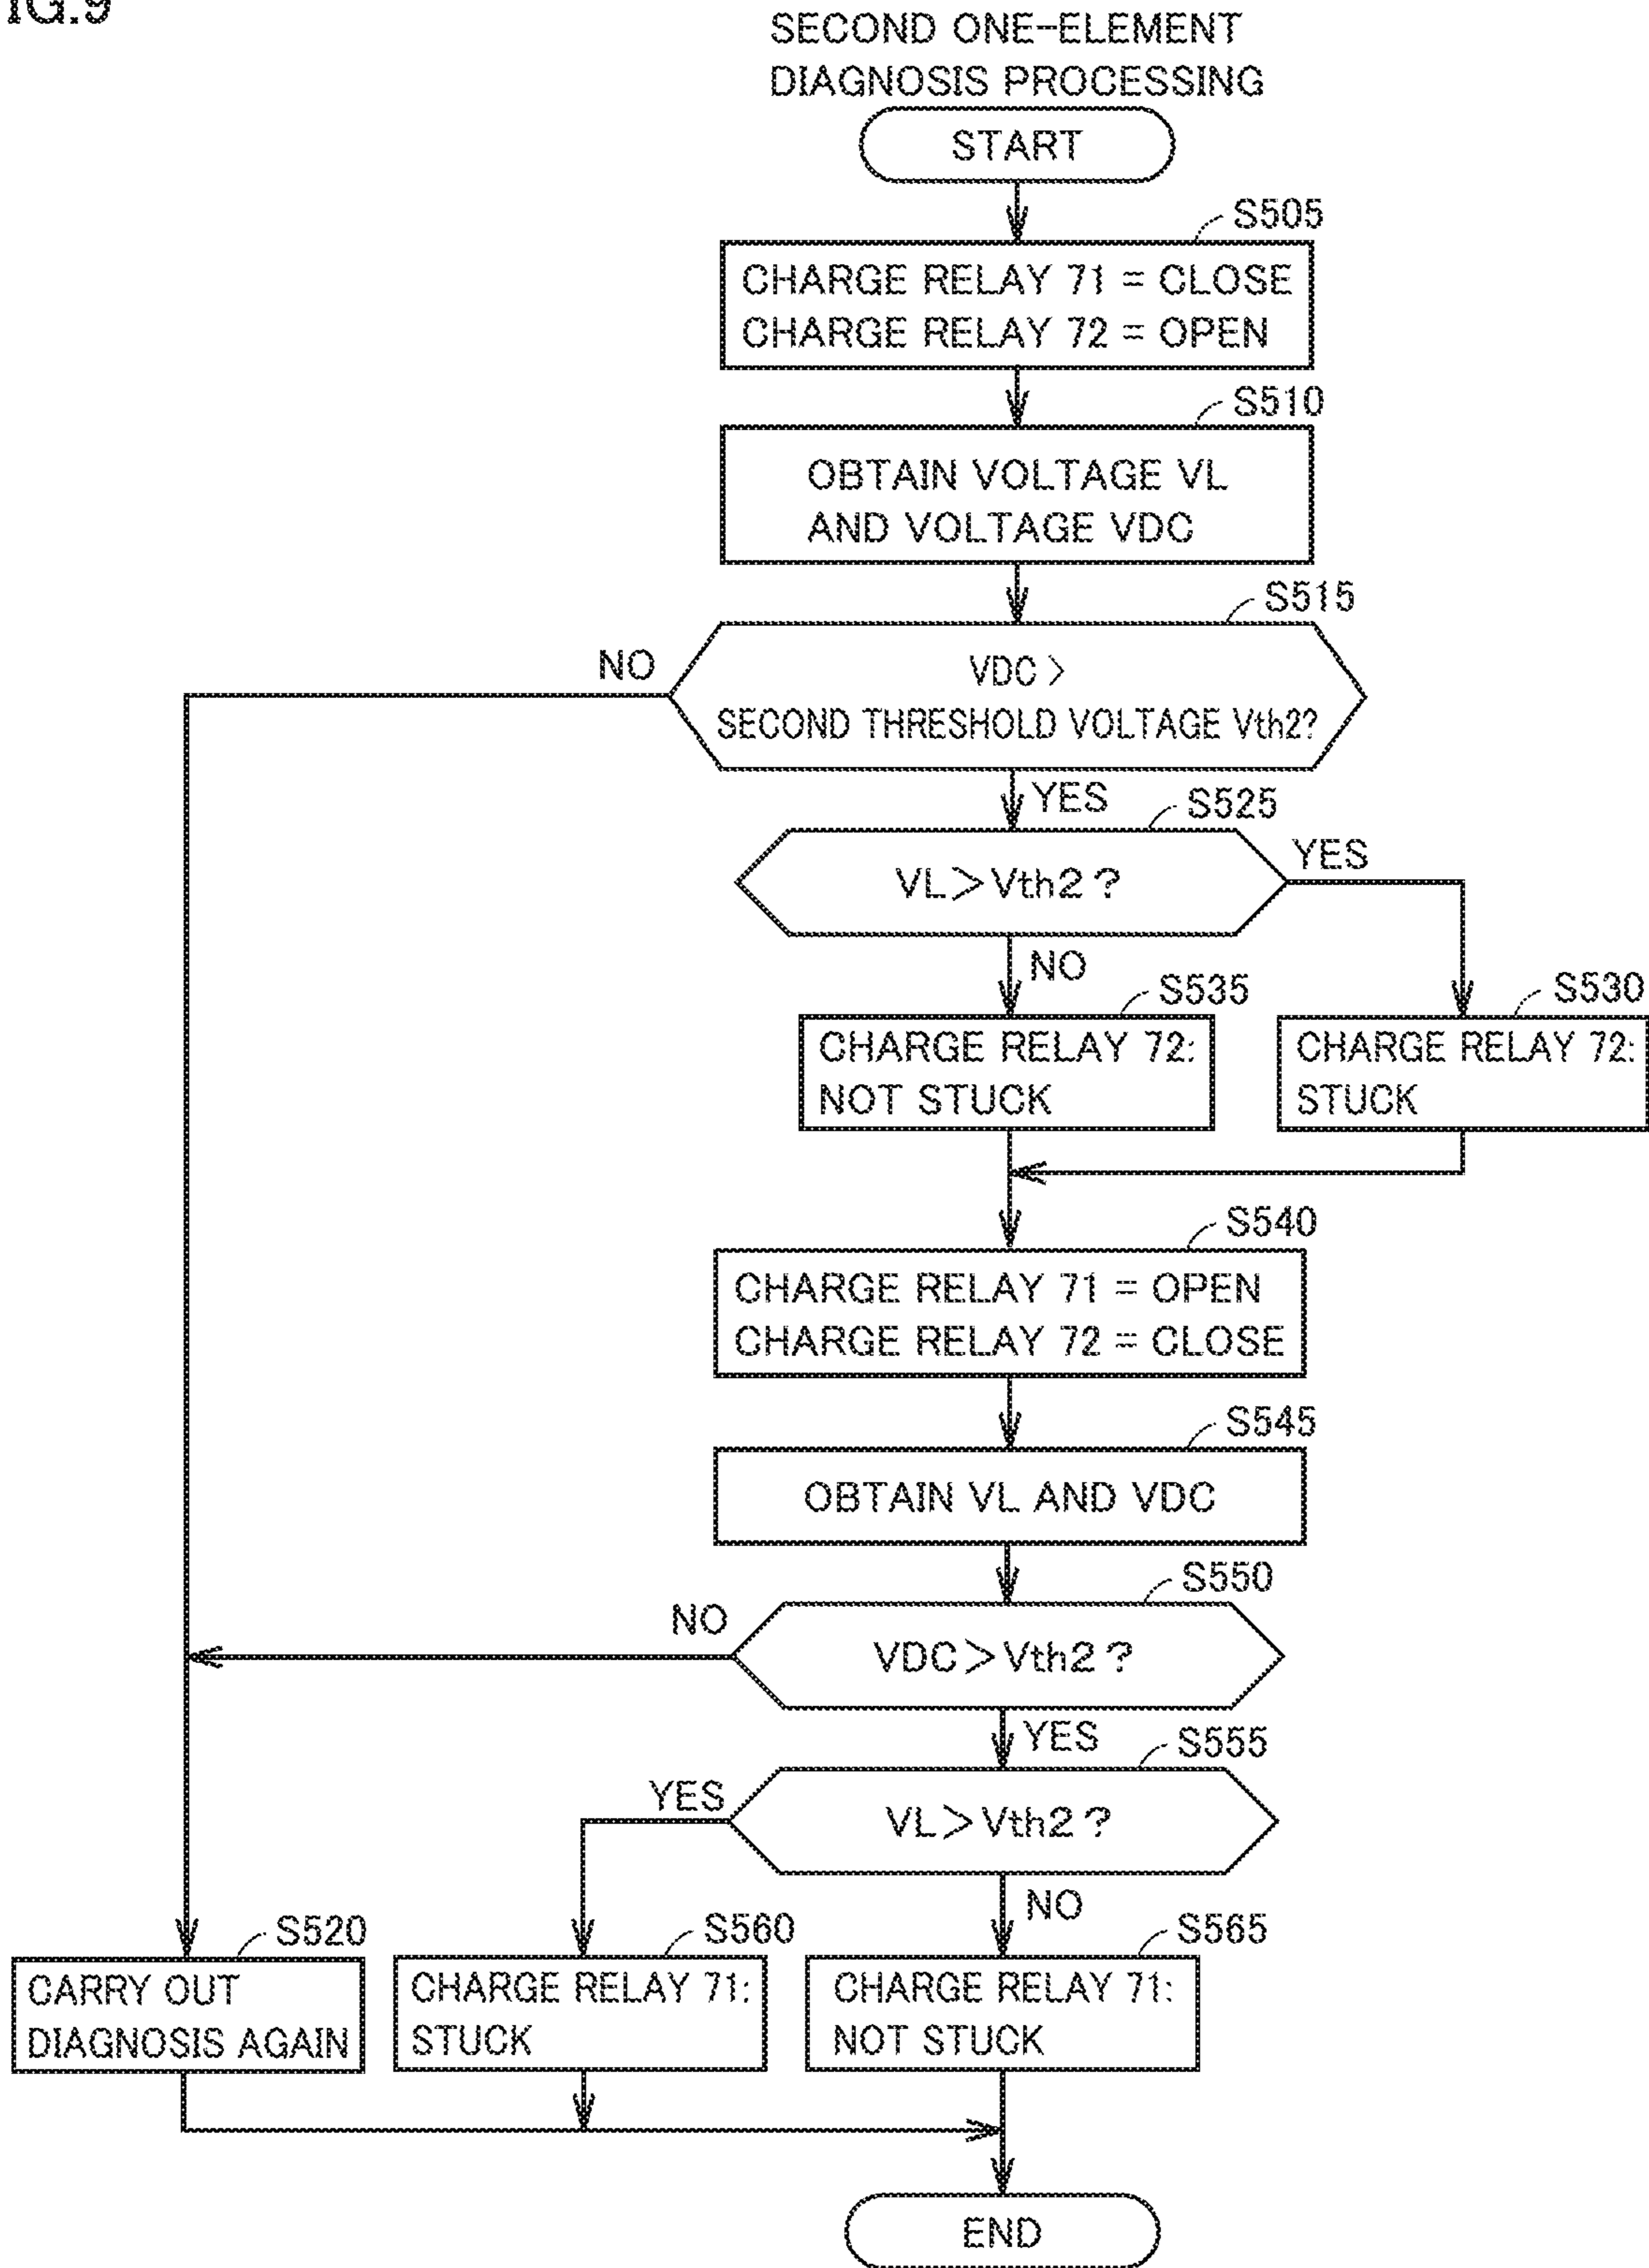 IG.9
SECOND ONE-ELEMENT
DIAGNOSIS PROCESSING
START
S505
CHARGE RELAY 71 = CLOSE
CHARGE RELAY 72 = OPEN
S510
OBTAIN VOLTAGE VL
AND VOLTAGE VDC
S515
NO
VDC >
SECOND THRESHOLD VOLTAGE Vth2?
YES
S525
VL > Vth2 ?
YES
NO
S535
S530
CHARGE RELAY 72:
NOT STUCK
CHARGE RELAY 72:
STUCK
S540
CHARGE RELAY 71 = OPEN
CHARGE RELAY 72 = CLOSE
S545
OBTAIN VL AND VDC
S550
NO
VDC > Vth2 ?
YES
S555
YES
VL > Vth2 ?
NO
S520
S560
S565
CARRY OUT
DIAGNOSIS AGAIN
CHARGE RELAY 71:
STUCK
CHARGE RELAY 71:
NOT STUCK
END